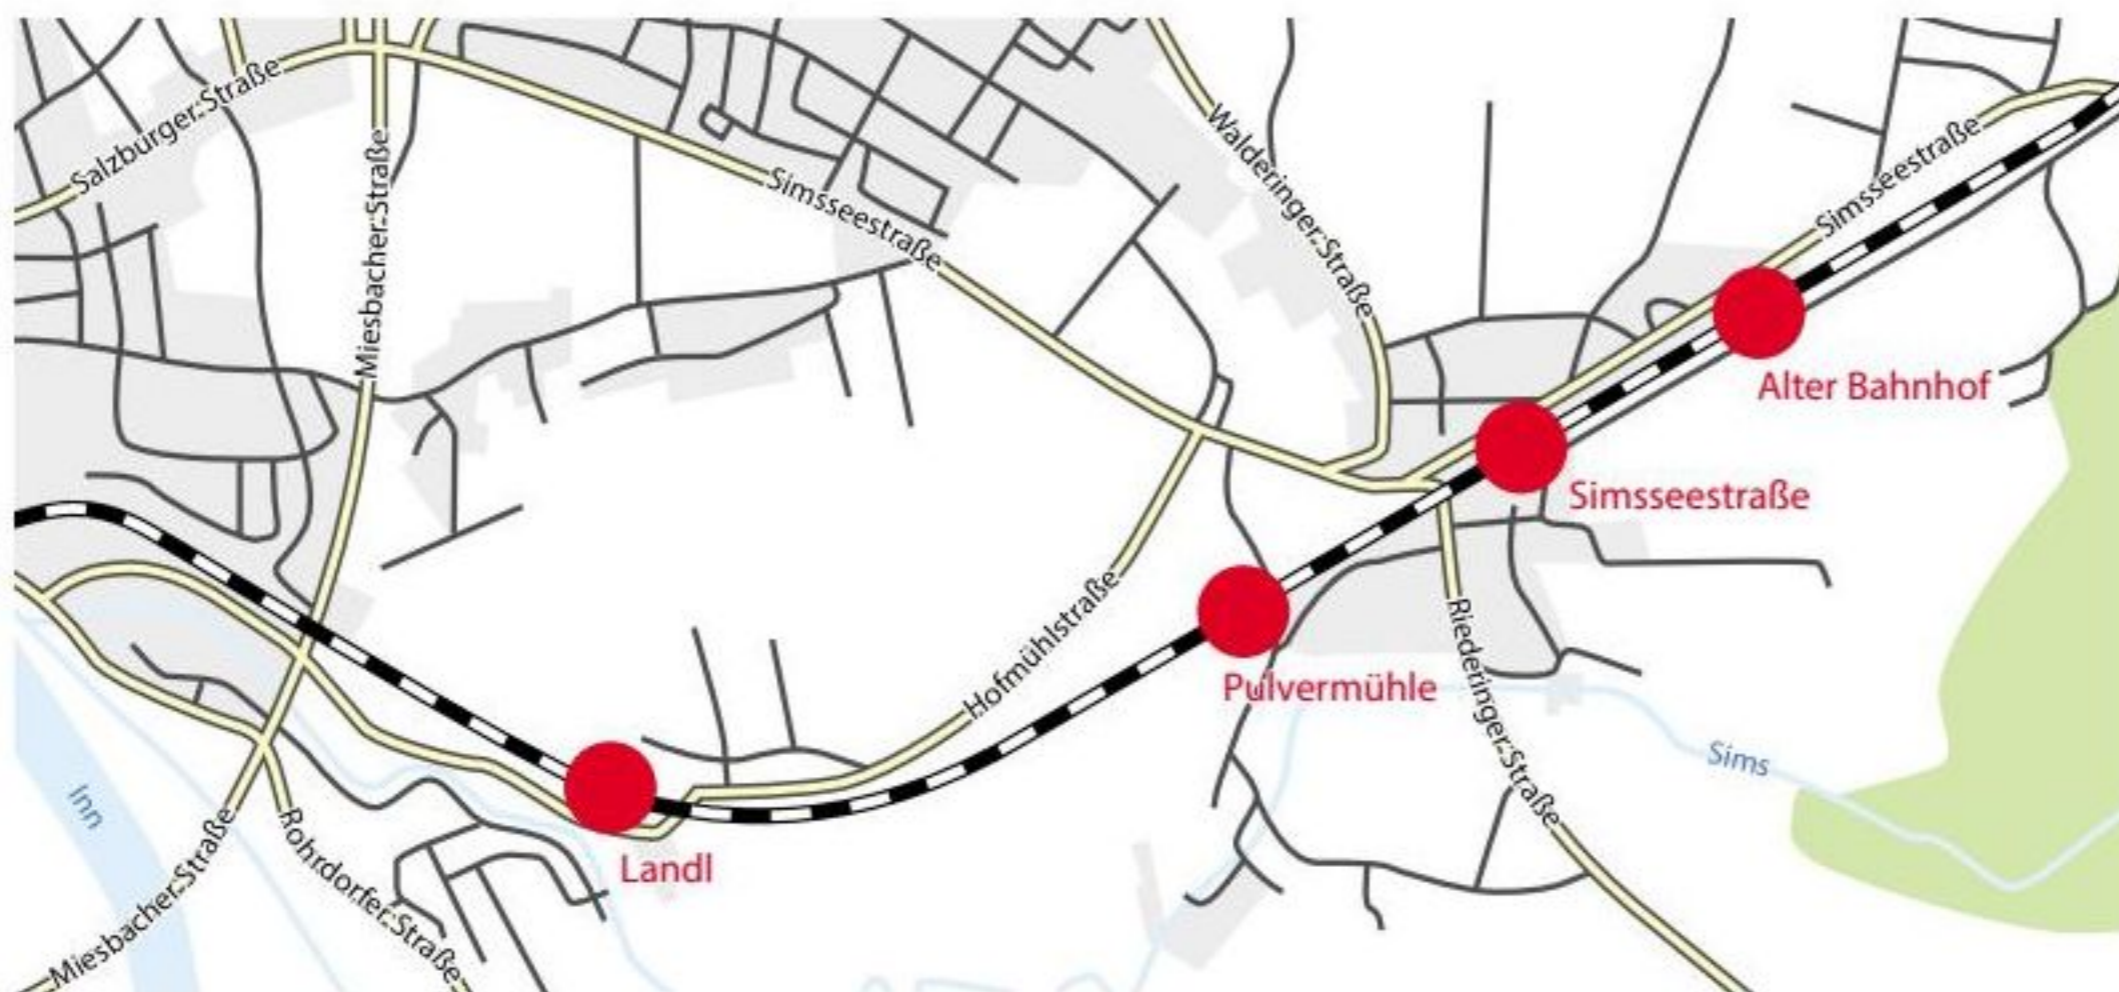 Salzburger Straße
Miesbacher Straße
Simsseestraße
Walderinger Straße
Simsseestraße
Alter Bahnhof
Simsseestraße
Hofmühlstraße
Pulvermühle
Riederinger Straße
Sims
Inn
Landl
Miesbacher Straße
Rohrdorfer Straße